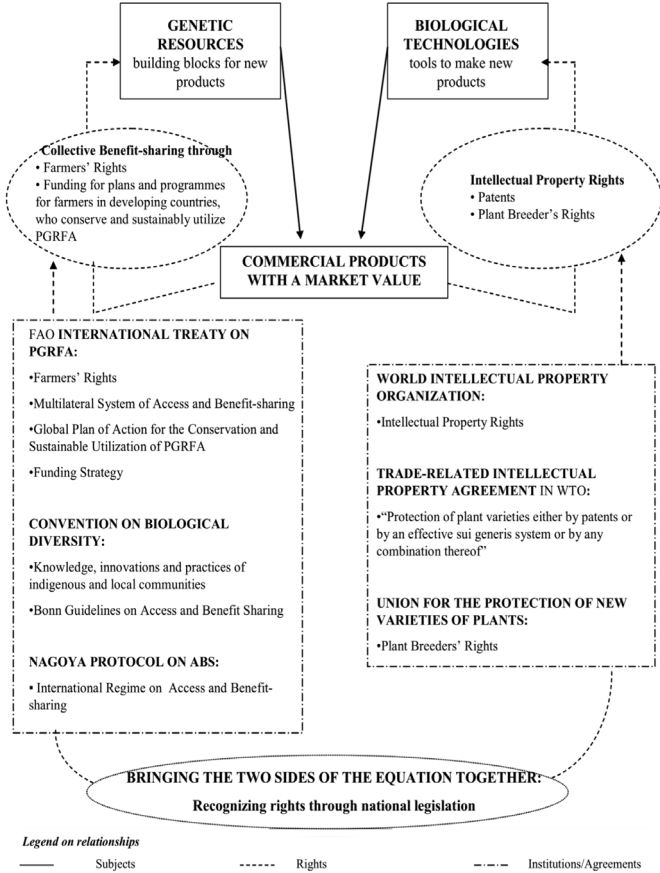 GENETIC
RESOURCES
building blocks for new
products
BIOLOGICAL
TECHNOLOGIES
tools to make new
products
Collective Benefit-sharing through
• Farmers’ Rights
• Funding for plans and programmes
for farmers in developing countries,
who conserve and sustainably utilize
PGRFA
Intellectual Property Rights
• Patents
• Plant Breeder’s Rights
COMMERCIAL PRODUCTS
WITH A MARKET VALUE
FAO INTERNATIONAL TREATY ON
PGRFA:
•Farmers’ Rights
•Multilateral System of Access and Benefit-sharing
•Global Plan of Action for the Conservation and
Sustainable Utilization of PGRFA
•Funding Strategy
CONVENTION ON BIOLOGICAL
DIVERSITY:
•Knowledge, innovations and practices of
indigenous and local communities
•Bonn Guidelines on Access and Benefit Sharing
NAGOYA PROTOCOL ON ABS:
• International Regime on Access and Benefit-
sharing
WORLD INTELLECTUAL PROPERTY
ORGANIZATION:
•Intellectual Property Rights
TRADE-RELATED INTELLECTUAL
PROPERTY AGREEMENT IN WTO:
•“Protection of plant varieties either by patents or
by an effective sui generis system or by any
combination thereof”
UNION FOR THE PROTECTION OF NEW
VARIETIES OF PLANTS:
•Plant Breeders’ Rights
BRINGING THE TWO SIDES OF THE EQUATION TOGETHER:
Recognizing rights through national legislation
Legend on relationships
Subjects
Rights
Institutions/Agreements